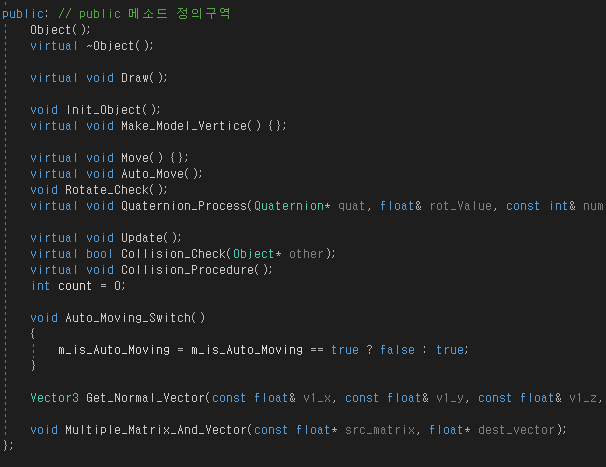 public: // public 메소드 정의구역
Object();
virtual ~Object();
virtual void Draw();
void Init_Object();
virtual void Make_Model_Vertice() {};
virtual void Move() {};
virtual void Auto_Move();
void Rotate_Check();
virtual void Quaternion_Process(Quaternion* quat, float& rot_Value, const int& num
virtual void Update();
virtual bool Collision_Check(Object* other);
virtual void Collision_Procedure();
int count = 0;
void Auto_Moving_Switch()
{
m_is_Auto_Moving = m_is_Auto_Moving == true ? false : true;
}
Vector3 Get_Normal_Vector(const float& v1_x, const float& v1_y, const float& v1_z,
void Multiple_Matrix_And_Vector(const float* src_matrix, float* dest_vector);
};